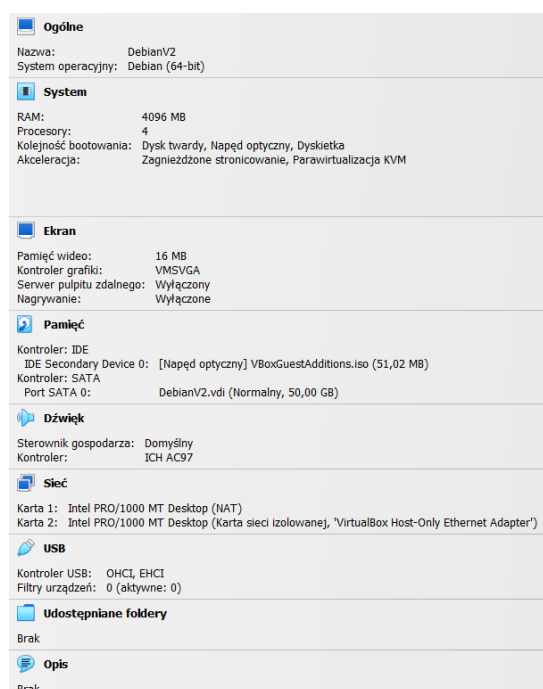 Ogólne
Nazwa: DebianV2
System operacyjny: Debian (64-bit)
System
RAM: 4096 MB
Procesory: 4
Kolejność bootowania: Dysk twardy, Napęd optyczny, Dyskietka
Akceleracja: Zagnieżdżone stronicowanie, Parawirtualizacja KVM
Ekran
Pamięć wideo: 16 MB
Kontroler grafiki: VMSVGA
Serwer pulpitu zdalnego: Wyłączony
Nagrywanie: Wyłączone
Pamięć
Kontroler: IDE
IDE Secondary Device 0: [Napęd optyczny] VBoxGuestAdditions.iso (51,02 MB)
Kontroler: SATA
Port SATA 0: DebianV2.vdi (Normalny, 50,00 GB)
Dźwięk
Sterownik gospodarza: Domyślny
Kontroler: ICH AC97
Sieć
Karta 1: Intel PRO/1000 MT Desktop (NAT)
Karta 2: Intel PRO/1000 MT Desktop (Karta sieci izolowanej, 'VirtualBox Host-Only Ethernet Adapter')
USB
Kontroler USB: OHCI, EHCI
Filtry urządzeń: 0 (aktywne: 0)
Udostępniane foldery
Brak
Opis
Brak